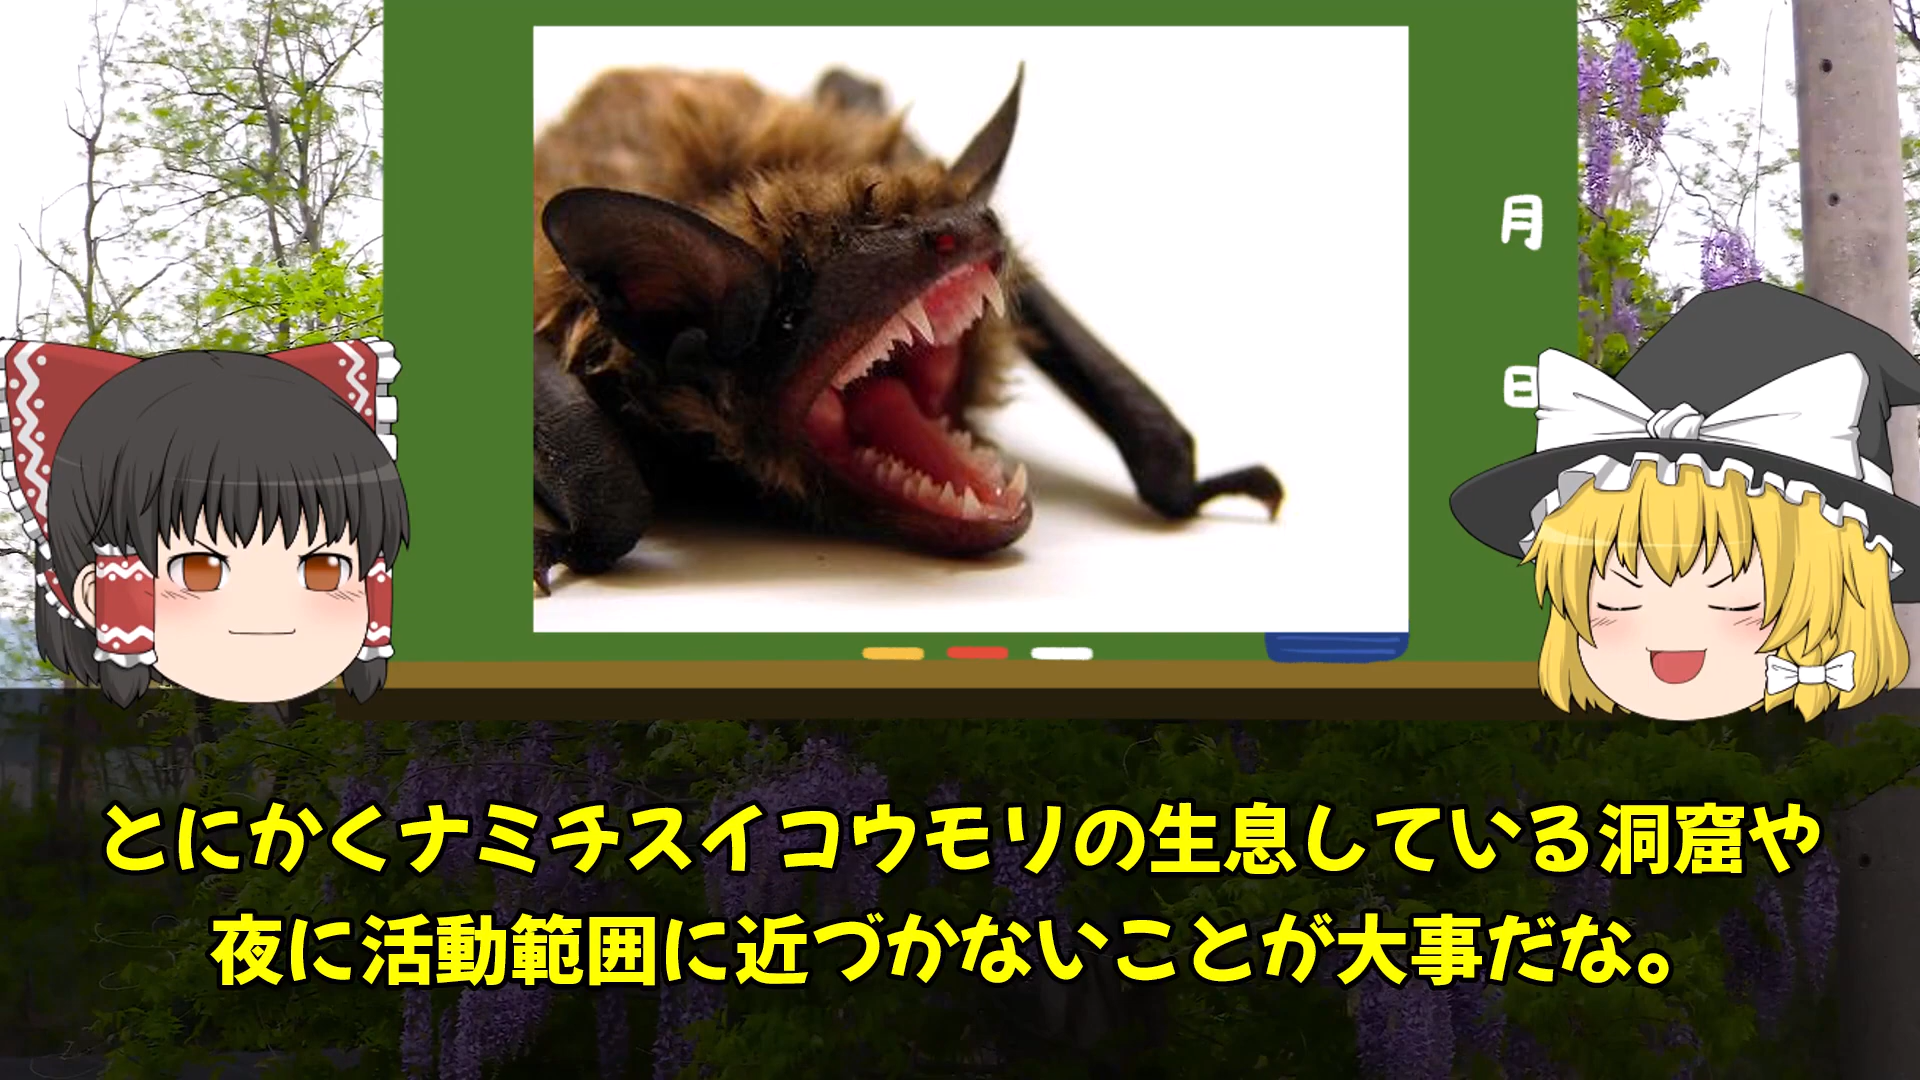 月
日
とにかくナミチスイコウモリの生息している洞窟や
夜に活動範囲に近づかないことが大事だな。